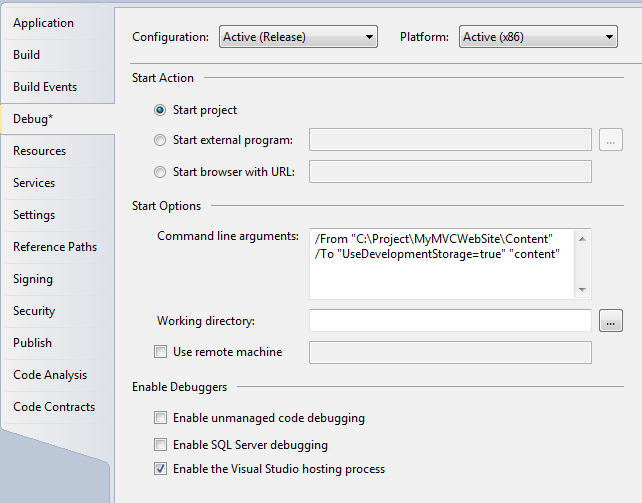 Application
Build
Build Events
Debug*
Resources
Services
Settings
Reference Paths
Signing
Security
Publish
Code Analysis
Code Contracts
Configuration: Active (Release) Platform: Active (x86)
Start Action
Start project
Start external program: ...
Start browser with URL:
Start Options
Command line arguments: /From "C:\Project\MyMVCWebSite\Content"
/To "UseDevelopmentStorage=true" "content"
Working directory: ...
Use remote machine
Enable Debuggers
Enable unmanaged code debugging
Enable SQL Server debugging
Enable the Visual Studio hosting process